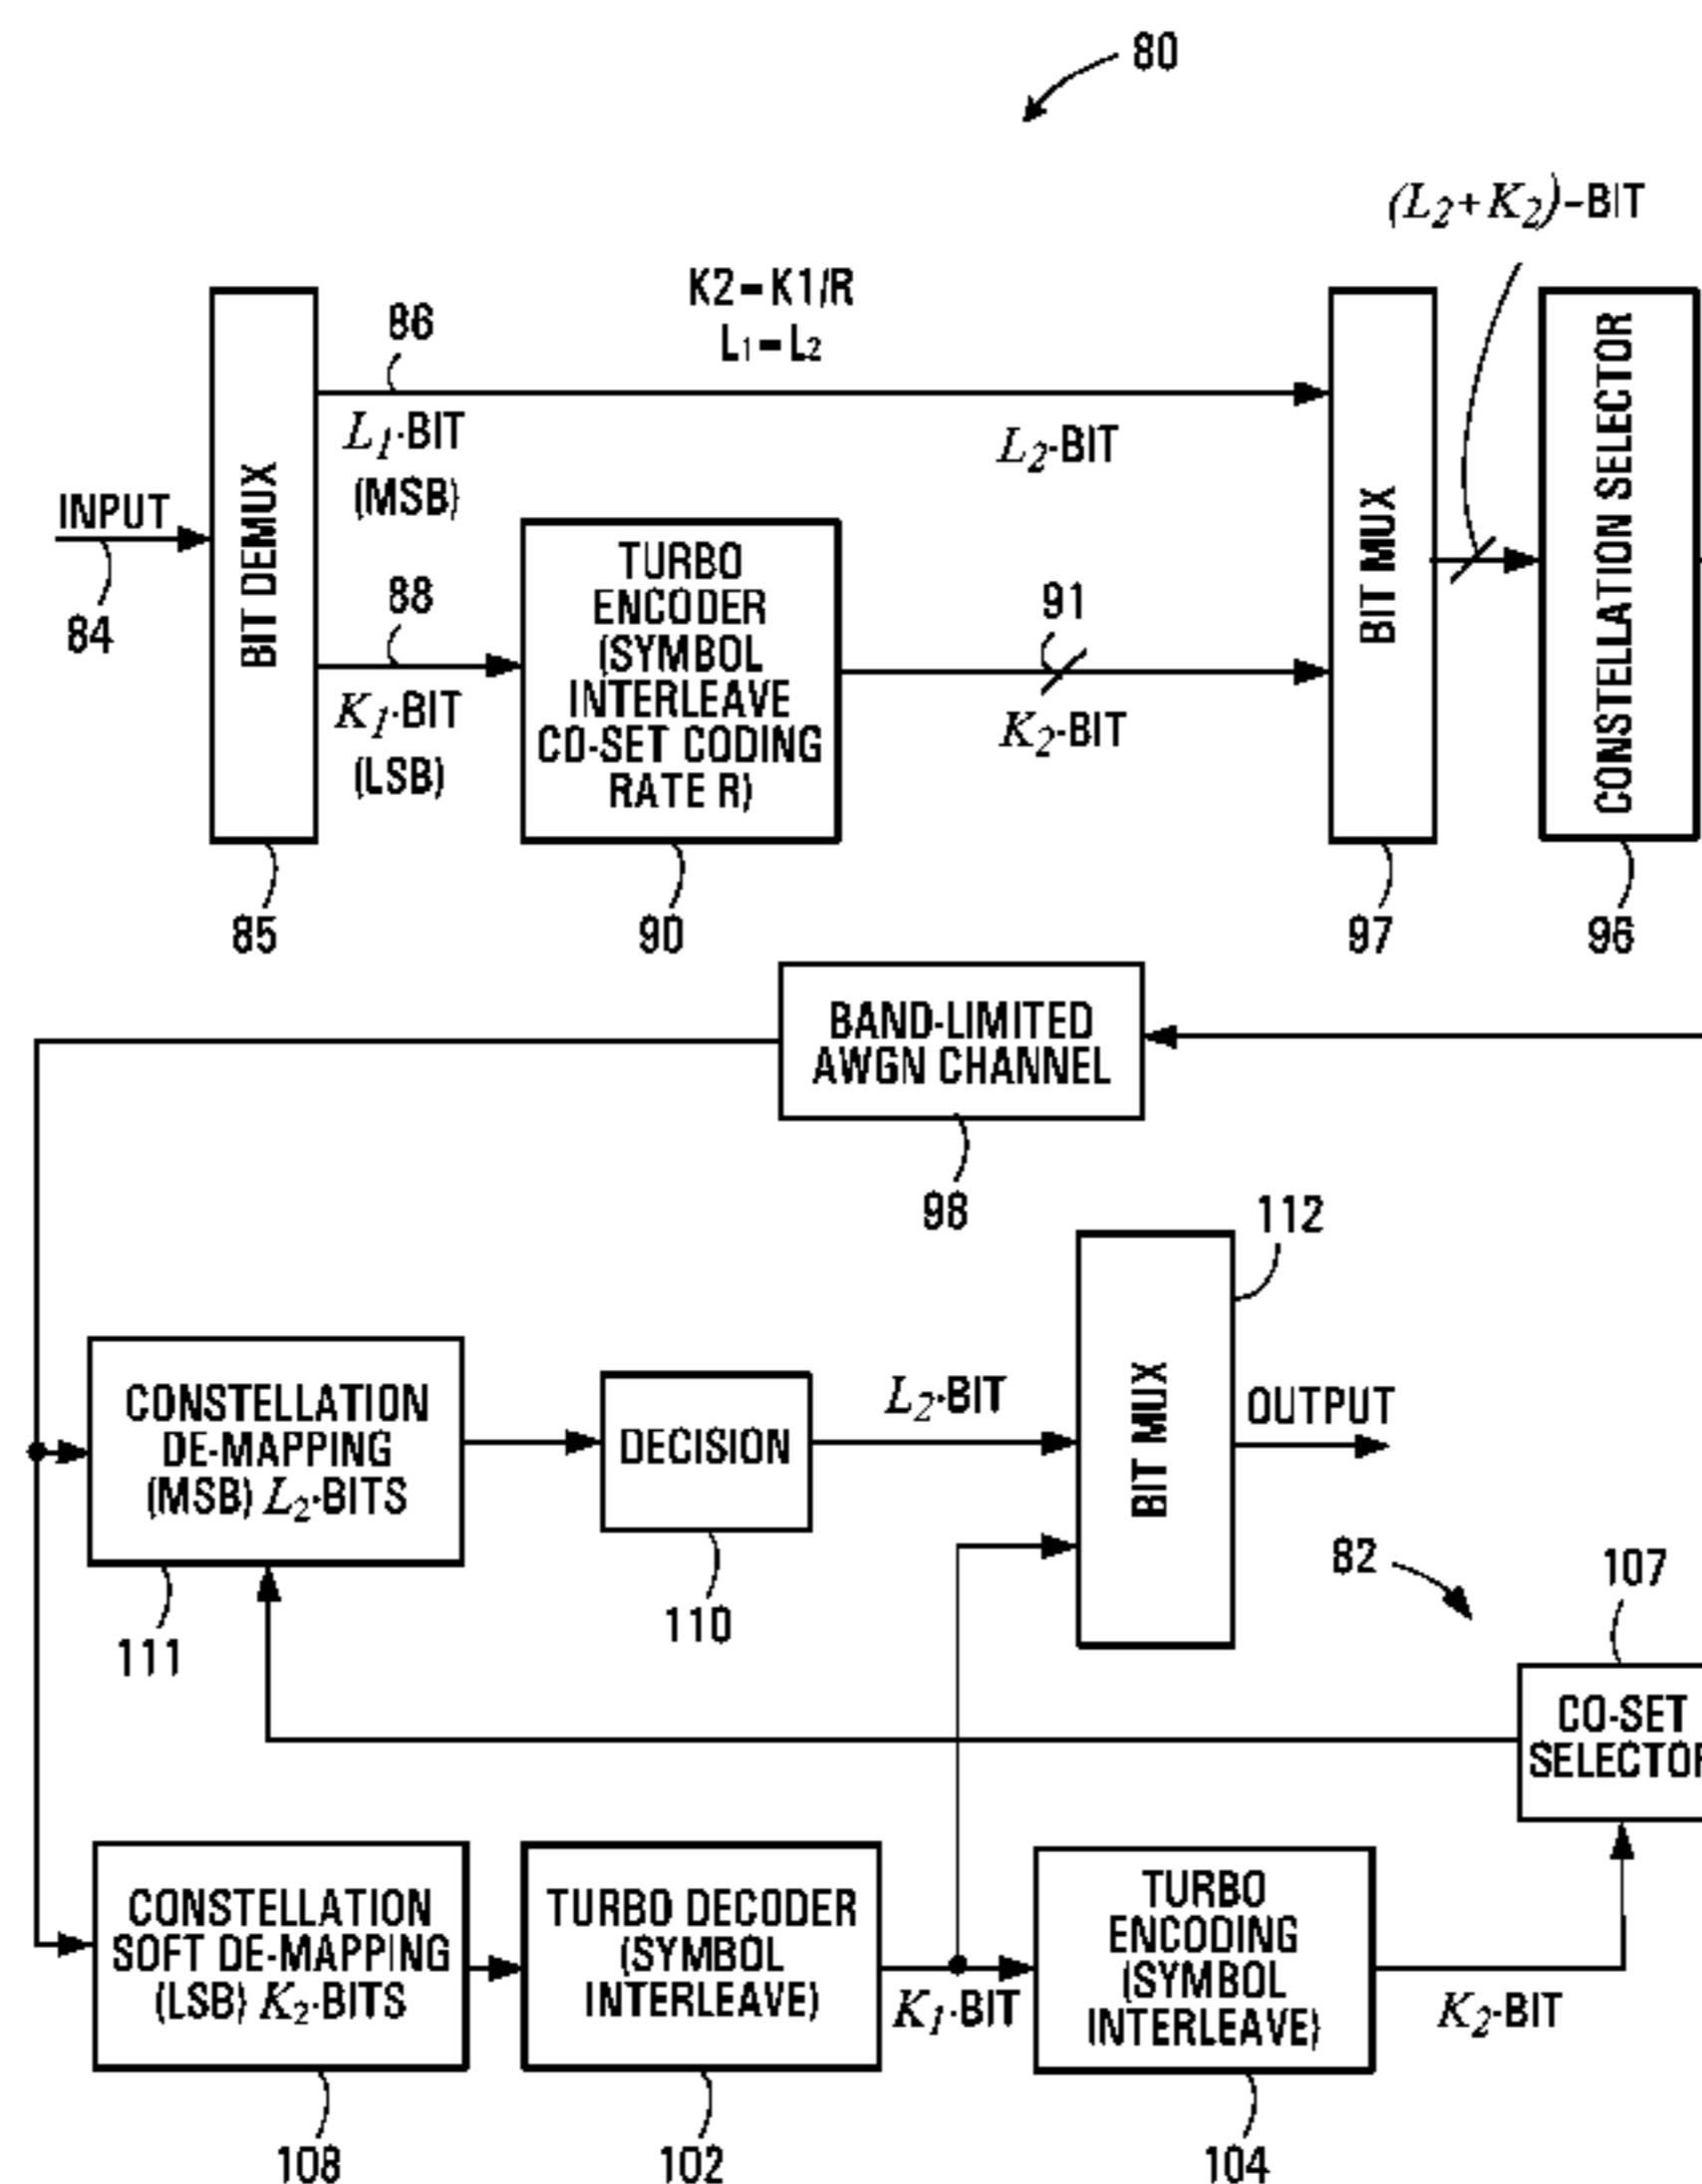 80
(L2+K2)-BIT
K2=K1/R
L1=L2
86
L1-BIT
(MSB)
L2-BIT
INPUT
84
BIT DEMUX
88
K1-BIT
(LSB)
TURBO
ENCODER
(SYMBOL
INTERLEAVE
CO-SET CODING
RATE R)
91
K2-BIT
BIT MUX
CONSTELLATION SELECTOR
85
90
97
96
BAND-LIMITED
AWGN CHANNEL
98
112
CONSTELLATION
DE-MAPPING
(MSB) L2-BITS
DECISION
L2-BIT
BIT MUX
OUTPUT
111
110
82
107
CO-SET
SELECTOR
CONSTELLATION
SOFT DE-MAPPING
(LSB) K2-BITS
TURBO DECODER
(SYMBOL
INTERLEAVE)
K1-BIT
TURBO
ENCODING
(SYMBOL
INTERLEAVE)
K2-BIT
108
102
104